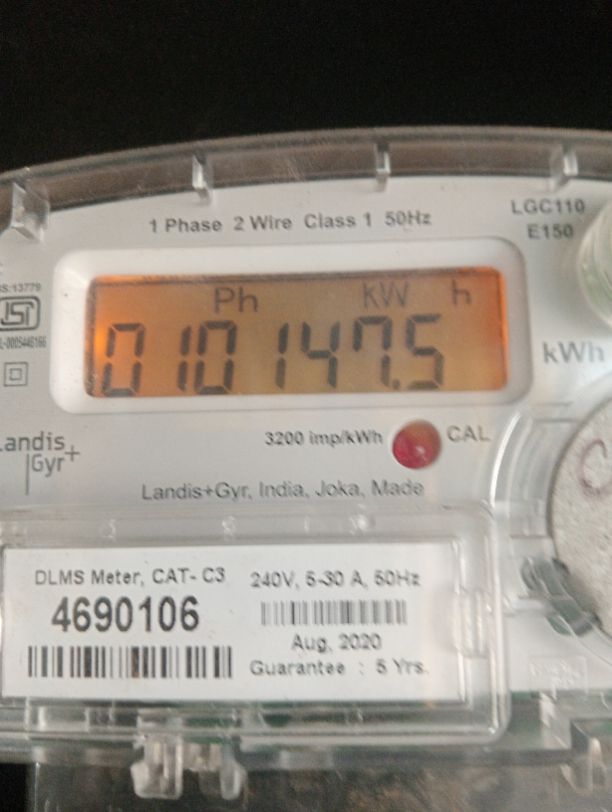 1 Phase 2 Wire Class 1 50Hz
LGC110
E150
Ph kW h
010147.5
kWh
3200 imp/kWh CAL
Landis+
Gyr
Landis+Gyr, India, Joka, Made
DLMS Meter, CAT- C3
4690106
240V, 5-30 A, 50Hz
Aug, 2020
Guarantee : 5 Yrs.